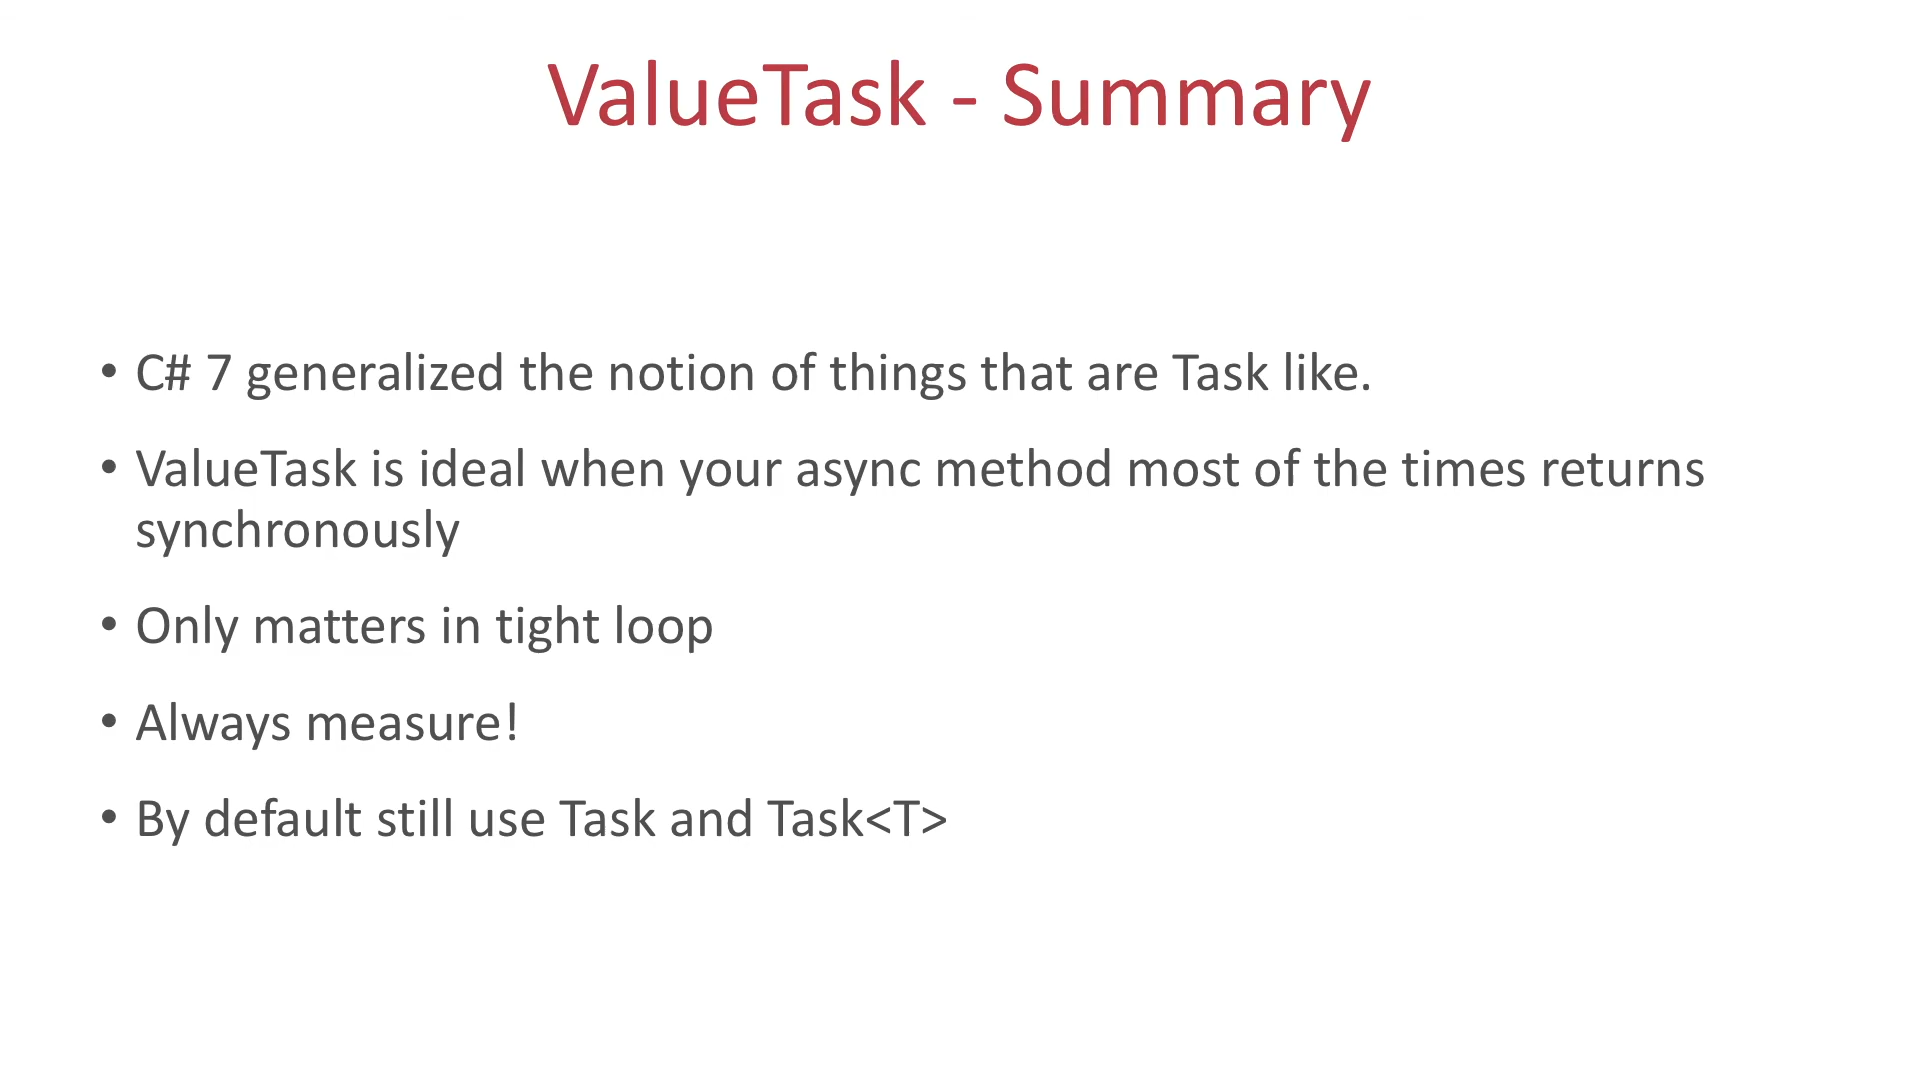 ValueTask - Summary
• C# 7 generalized the notion of things that are Task like.
• ValueTask is ideal when your async method most of the times returns
synchronously
• Only matters in tight loop
• Always measure!
• By default still use Task and Task<T>